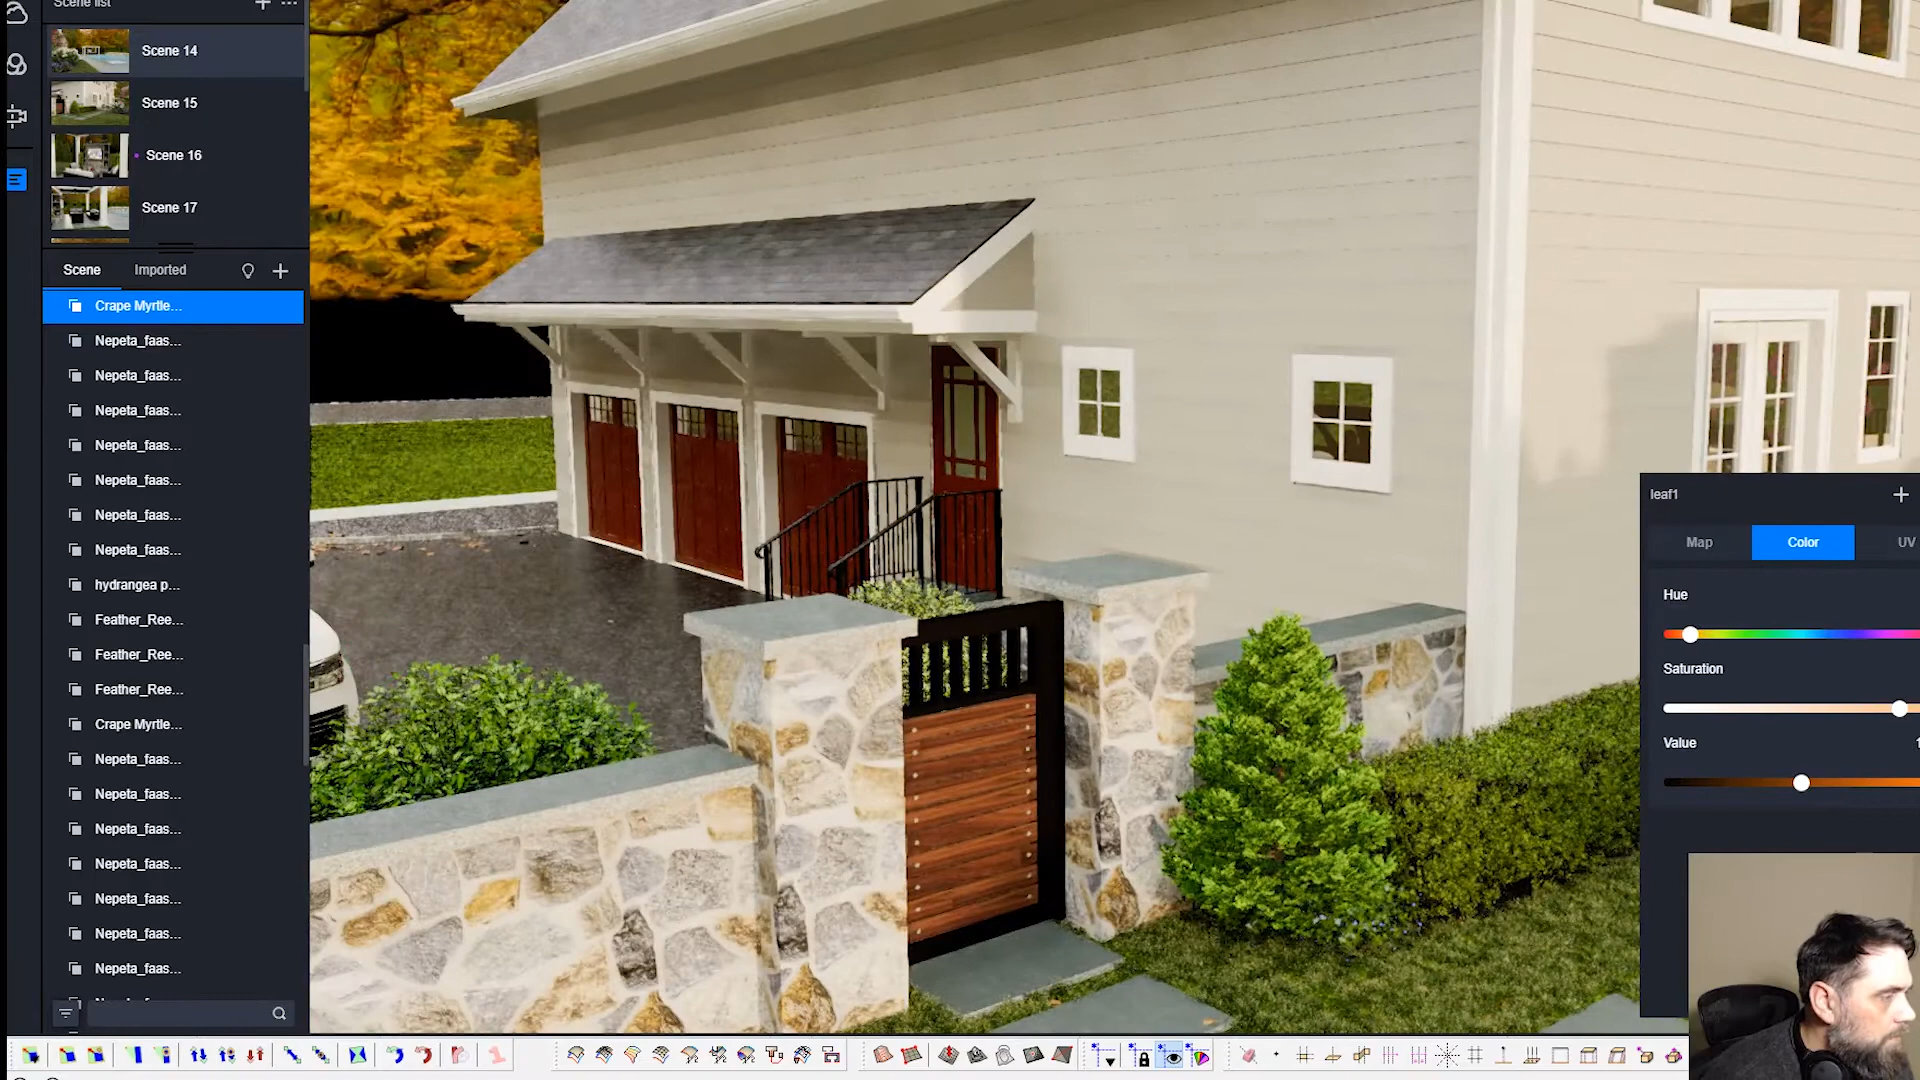 Scene list
Scene 14
Scene 15
Scene 16
Scene 17
Scene Imported
Crape Myrtle...
Nepeta_faas...
Nepeta_faas...
Nepeta_faas...
Nepeta_faas...
Nepeta_faas...
Nepeta_faas...
Nepeta_faas...
hydrangea p...
Feather_Ree...
Feather_Ree...
Feather_Ree...
Crape Myrtle...
Nepeta_faas...
Nepeta_faas...
Nepeta_faas...
Nepeta_faas...
Nepeta_faas...
Nepeta_faas...
Nepeta_faas...
leaf1
Map Color UV
Hue
Saturation
Value